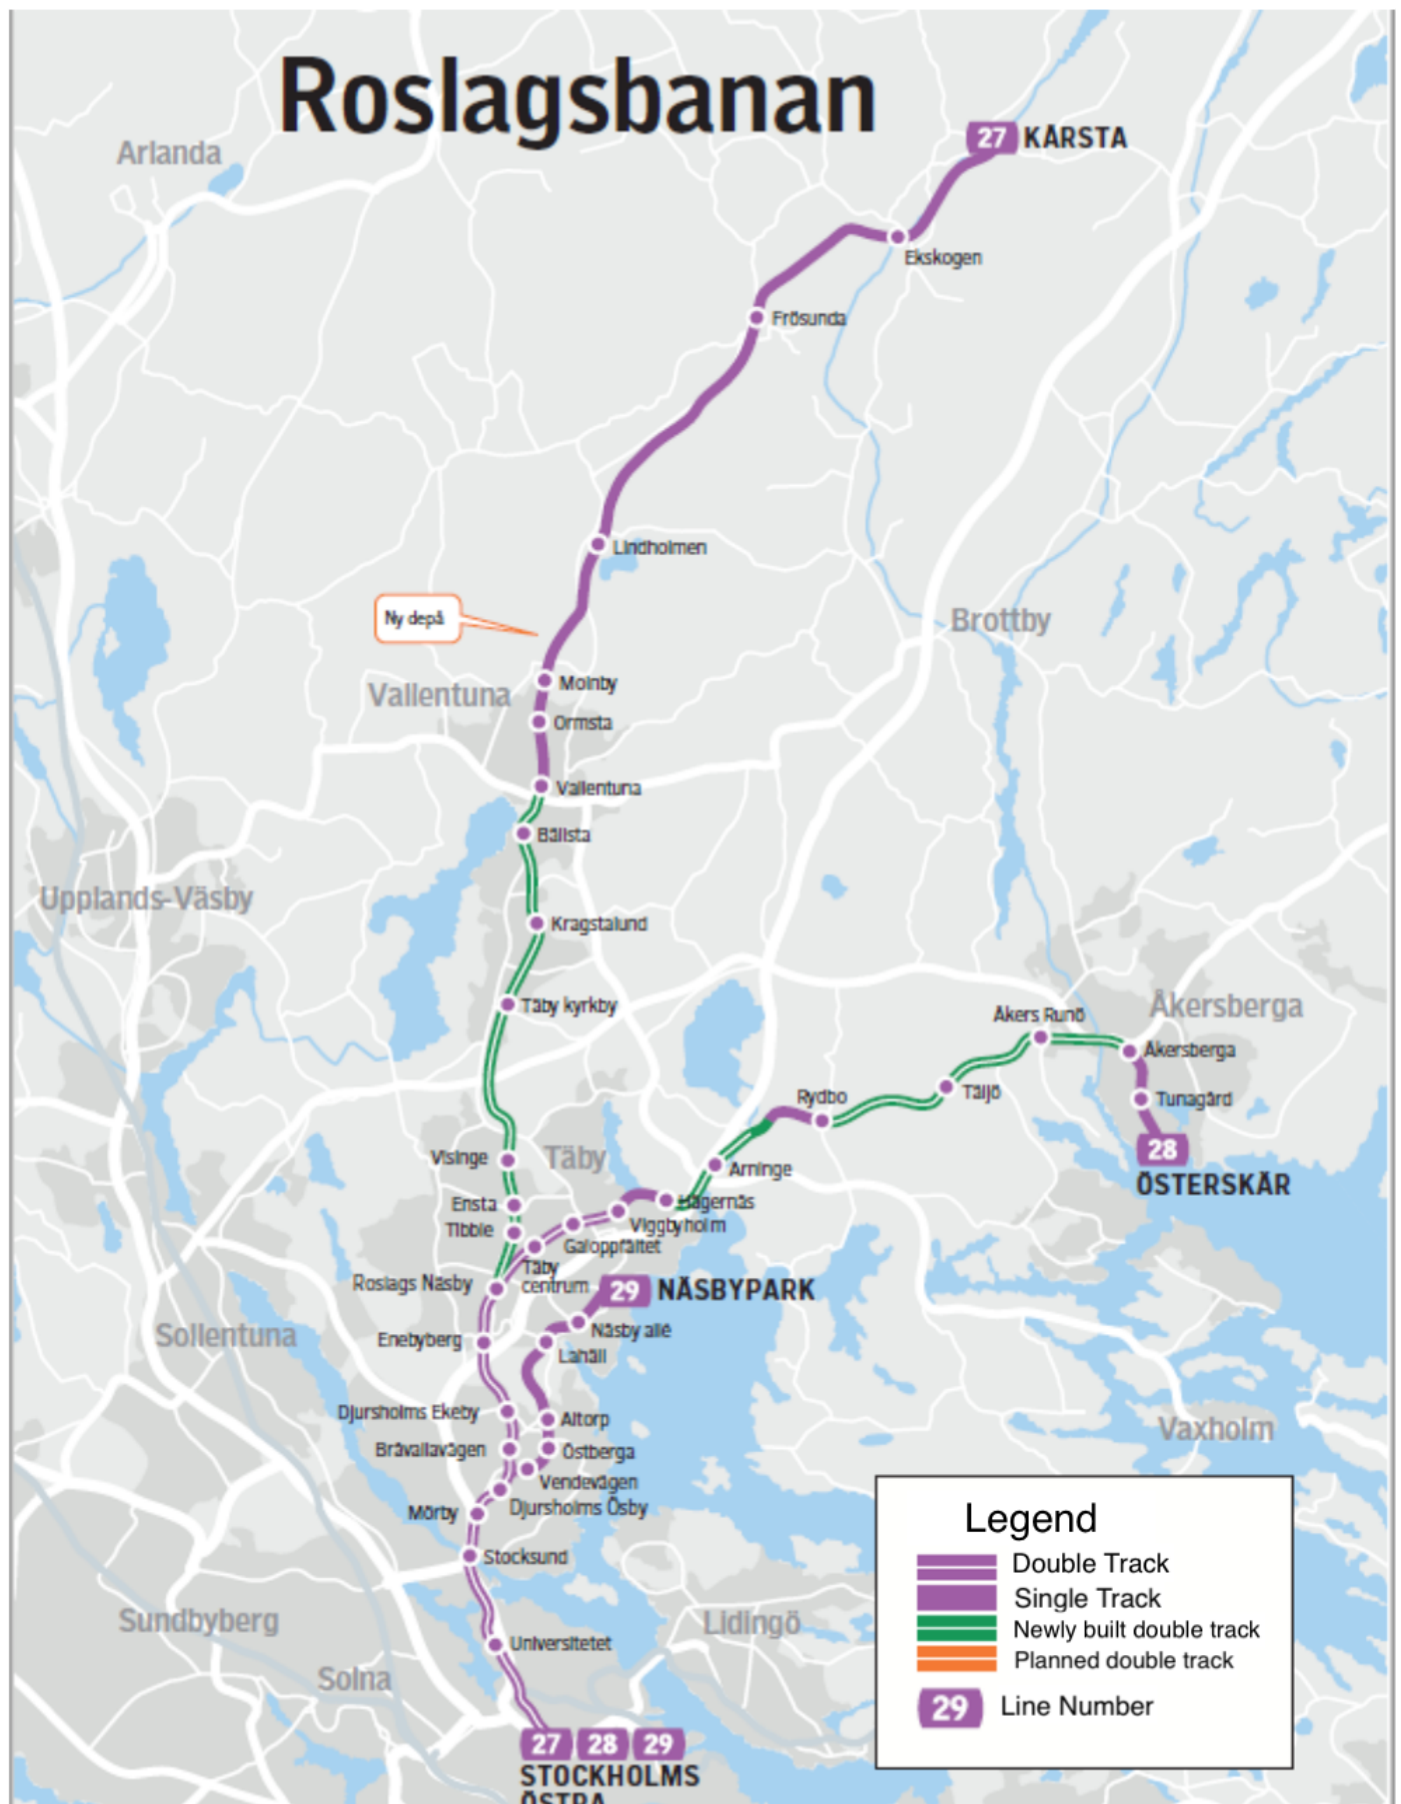 Roslagsbanan
Arlanda
27 KÅRSTA
Ekskogen
Frösunda
Lindholmen
Ny depå
Brottby
Molnby
Vallentuna
Ormsta
Vallentuna
Bällsta
Upplands-Väsby
Kragstalund
Täby kyrkby
Åkers Runö
Åkersberga
Åkersberga
Täljö
Rydbo
Tunagård
28
ÖSTERSKÄR
Visinge
Täby
Arninge
Ensta
Hägernäs
Tibble
Viggbyholm
Galoppfältet
Täby
centrum
Roslags Näsby
29 NÄSBYPARK
Sollentuna
Enebyberg
Näsby allé
Lahäll
Djursholms Ekeby
Altorp
Vaxholm
Bråvallavägen
Östberga
Vendevägen
Djursholms Ösby
Mörby
Stocksund
Sundbyberg
Lidingö
Universitetet
Solna
27 28 29
STOCKHOLMS
ÖSTRA
Legend
Double Track
Single Track
Newly built double track
Planned double track
29 Line Number